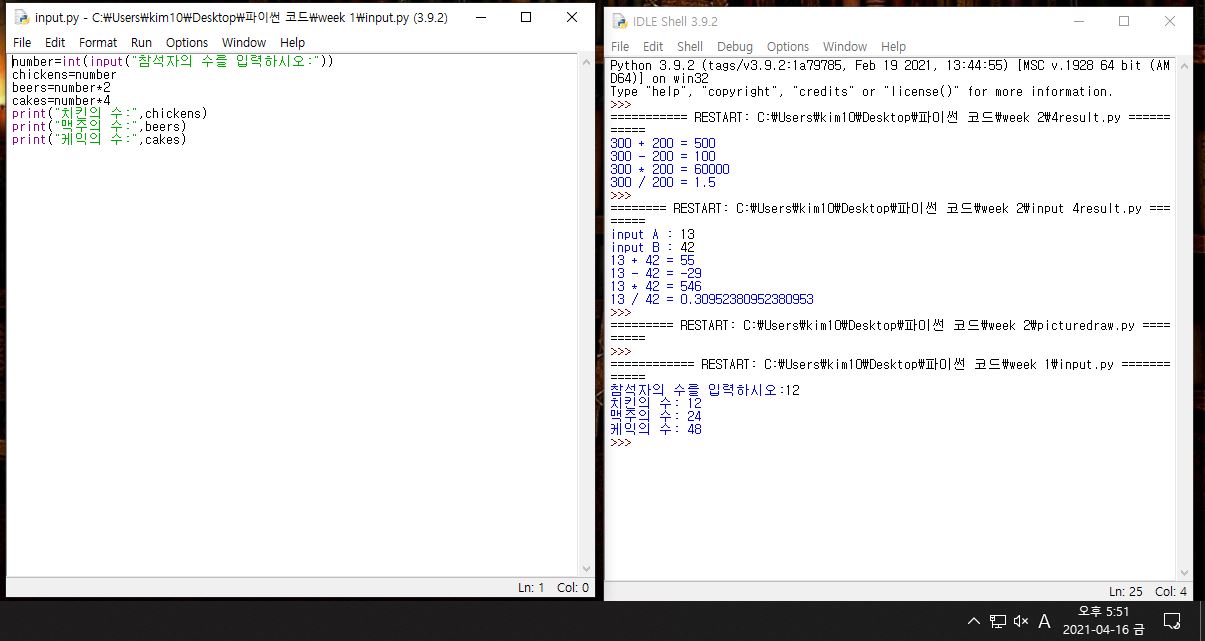 input.py - C:₩Users₩kim10₩Desktop₩파이썬 코드₩week 1₩input.py (3.9.2)
File Edit Format Run Options Window Help
number=int(input("참석자의 수를 입력하시오:"))
chickens=number
beers=number*2
cakes=number*4
print("치킨의 수:",chickens)
print("맥주의 수:",beers)
print("케익의 수:",cakes)
Ln: 1 Col: 0
IDLE Shell 3.9.2
File Edit Shell Debug Options Window Help
Python 3.9.2 (tags/v3.9.2:1a79785, Feb 19 2021, 13:44:55) [MSC v.1928 64 bit (AM
D64)] on win32
Type "help", "copyright", "credits" or "license()" for more information.
>>>
=========== RESTART: C:₩Users₩kim10₩Desktop₩파이썬 코드₩week 2₩4result.py ======
=====
300 + 200 = 500
300 - 200 = 100
300 * 200 = 60000
300 / 200 = 1.5
>>>
======== RESTART: C:₩Users₩kim10₩Desktop₩파이썬 코드₩week 2₩input 4result.py ===
=====
input A : 13
input B : 42
13 + 42 = 55
13 - 42 = -29
13 * 42 = 546
13 / 42 = 0.30952380952380953
>>>
========= RESTART: C:₩Users₩kim10₩Desktop₩파이썬 코드₩week 2₩picturedraw.py ====
=====
>>>
============ RESTART: C:₩Users₩kim10₩Desktop₩파이썬 코드₩week 1₩input.py =======
=====
참석자의 수를 입력하시오:12
치킨의 수: 12
맥주의 수: 24
케익의 수: 48
>>>
Ln: 25 Col: 4
A
오후 5:51
2021-04-16 금